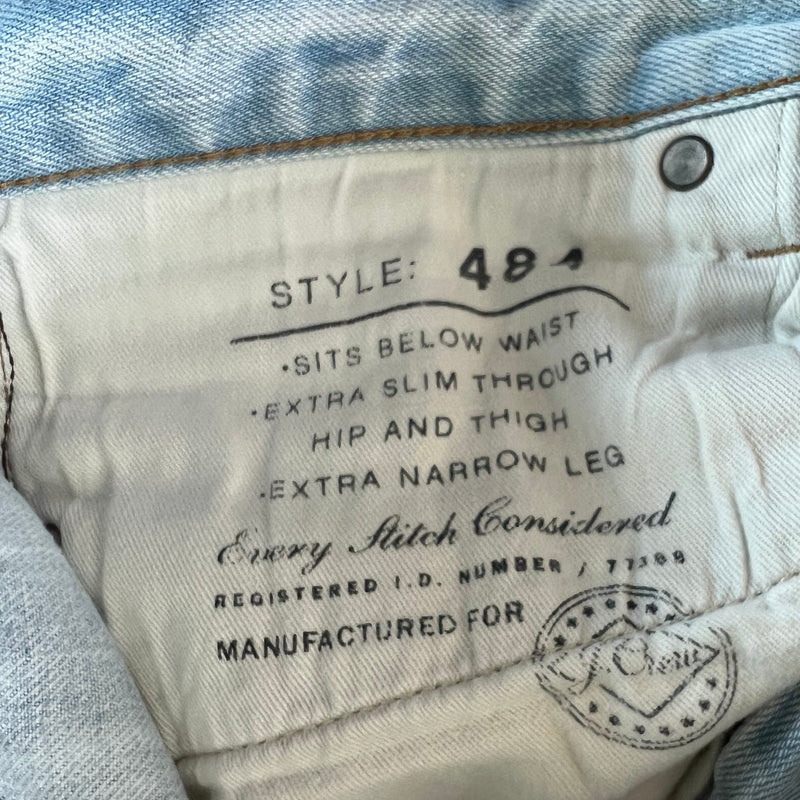 STYLE: 484
•SITS BELOW WAIST
•EXTRA SLIM THROUGH
HIP AND THIGH
•EXTRA NARROW LEG
Every Stitch Considered
REGISTERED I.D. NUMBER / 77388
MANUFACTURED FOR
J.Crew